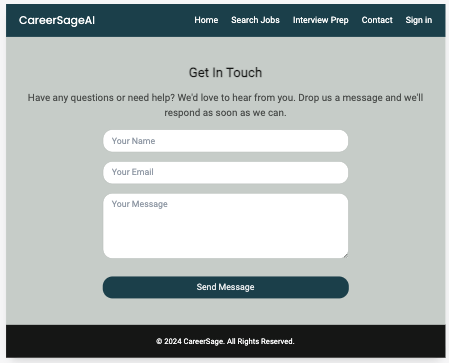 CareerSageAI
Home Search Jobs Interview Prep Contact Sign in
Get In Touch
Have any questions or need help? We'd love to hear from you. Drop us a message and we'll
respond as soon as we can.
Your Name
Your Email
Your Message
Send Message
© 2024 CareerSage. All Rights Reserved.